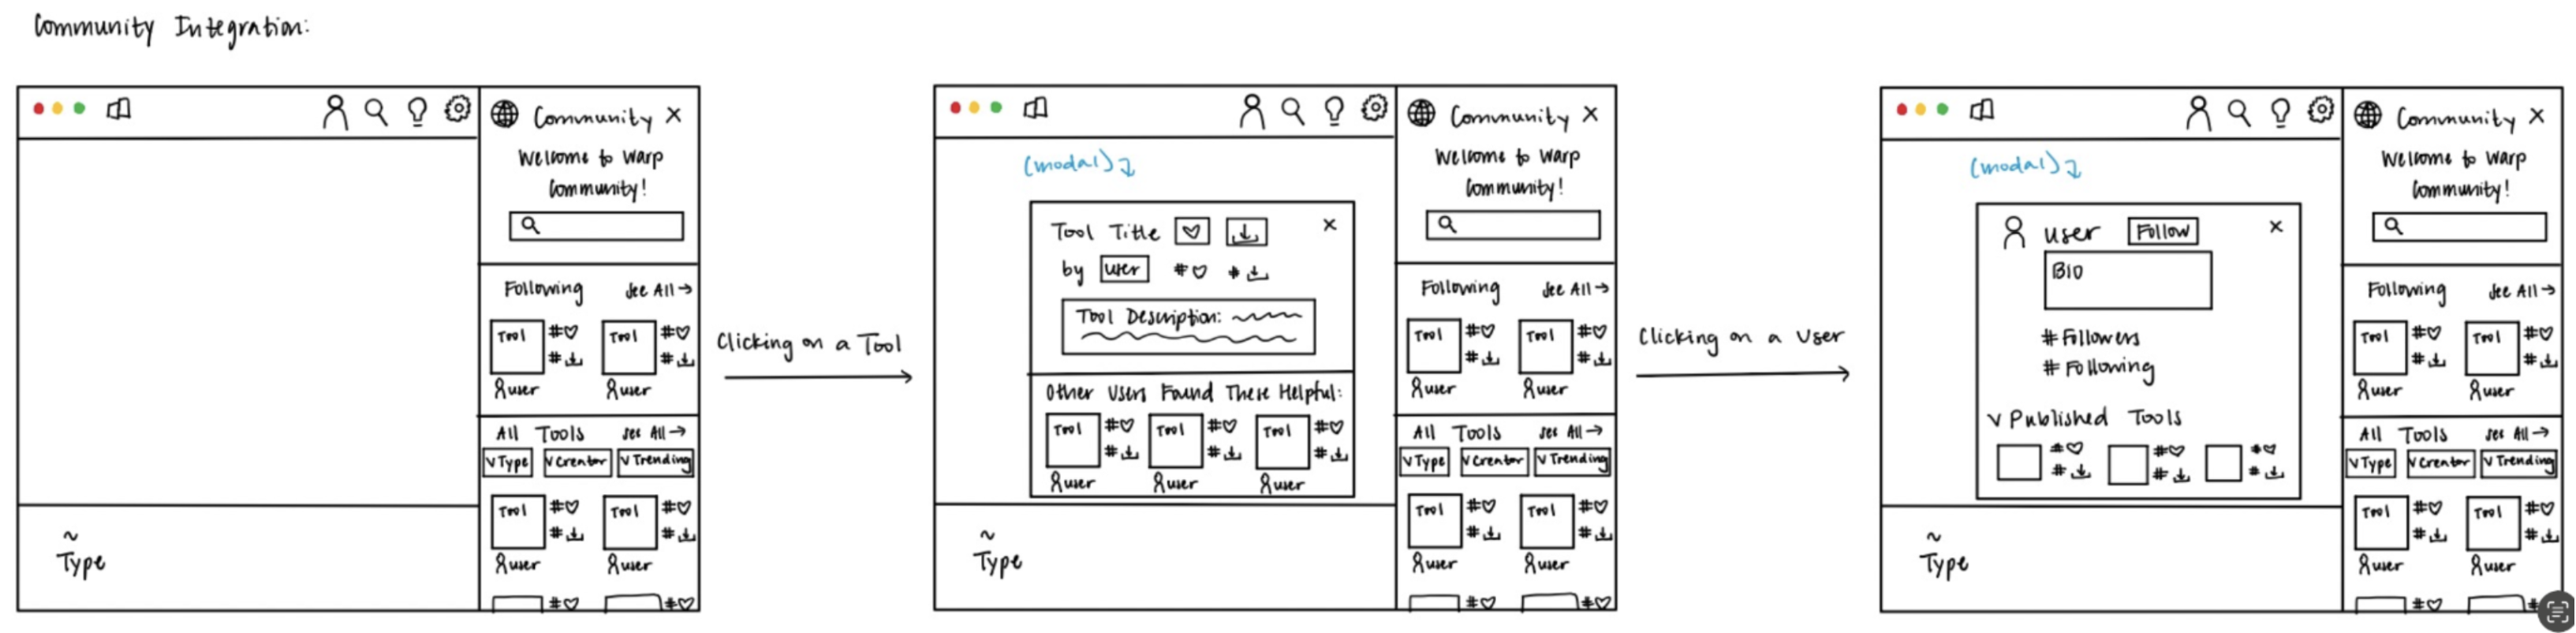 Community Integration:
Community ×
Welcome to Warp
Community!
Following See All →
Tool #♡ Tool #♡
# #
user user
All Tools See All →
v Type v Creator v Trending
Tool #♡ Tool #♡
# #
user user
#♡ #♡
~
Type
Clicking on a Tool
(modal)
Tool Title ♡ ×
by user #♡ #
Tool Description:
Other Users Found These Helpful:
Tool #♡ Tool #♡ Tool #♡
# # #
user user user
~
Type
Community ×
Welcome to Warp
Community!
Following See All →
Tool #♡ Tool #♡
# #
user user
All Tools See All →
v Type v Creator v Trending
Tool #♡ Tool #♡
# #
user user
#♡ #♡
Clicking on a User
(modal)
user Follow ×
Bio
# Followers
# Following
v Published Tools
#♡ #♡ #♡
# # #
~
Type
Community ×
Welcome to Warp
Community!
Following See All →
Tool #♡ Tool #♡
# #
user user
All Tools See All →
v Type v Creator v Trending
Tool #♡ Tool #♡
# #
user user
#♡ #